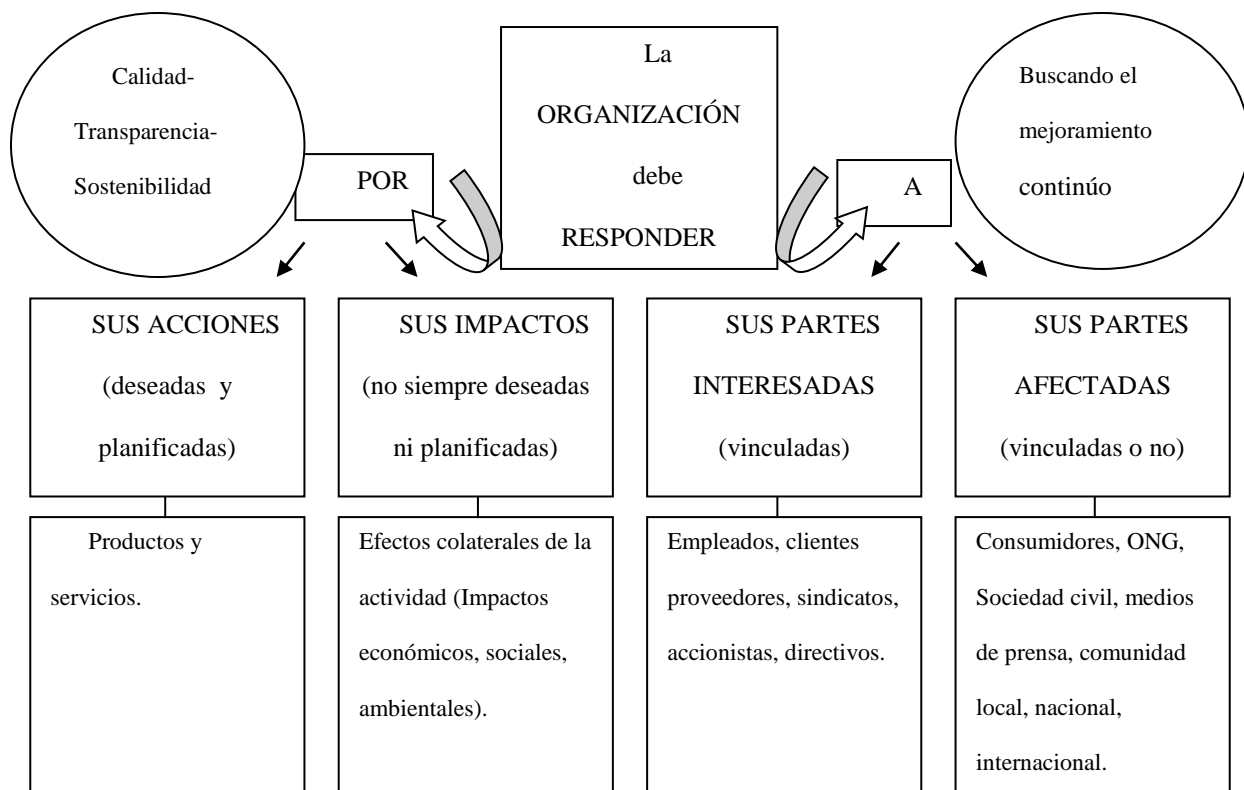 Calidad-
Transparencia-
Sostenibilidad
POR
La
ORGANIZACIÓN
debe
RESPONDER
A
Buscando el
mejoramiento
continúo
SUS ACCIONES
(deseadas y
planificadas)
SUS IMPACTOS
(no siempre deseadas
ni planificadas)
SUS PARTES
INTERESADAS
(vinculadas)
SUS PARTES
AFECTADAS
(vinculadas o no)
Productos y
servicios.
Efectos colaterales de la
actividad (Impactos
económicos, sociales,
ambientales).
Empleados, clientes
proveedores, sindicatos,
accionistas, directivos.
Consumidores, ONG,
Sociedad civil, medios
de prensa, comunidad
local, nacional,
internacional.